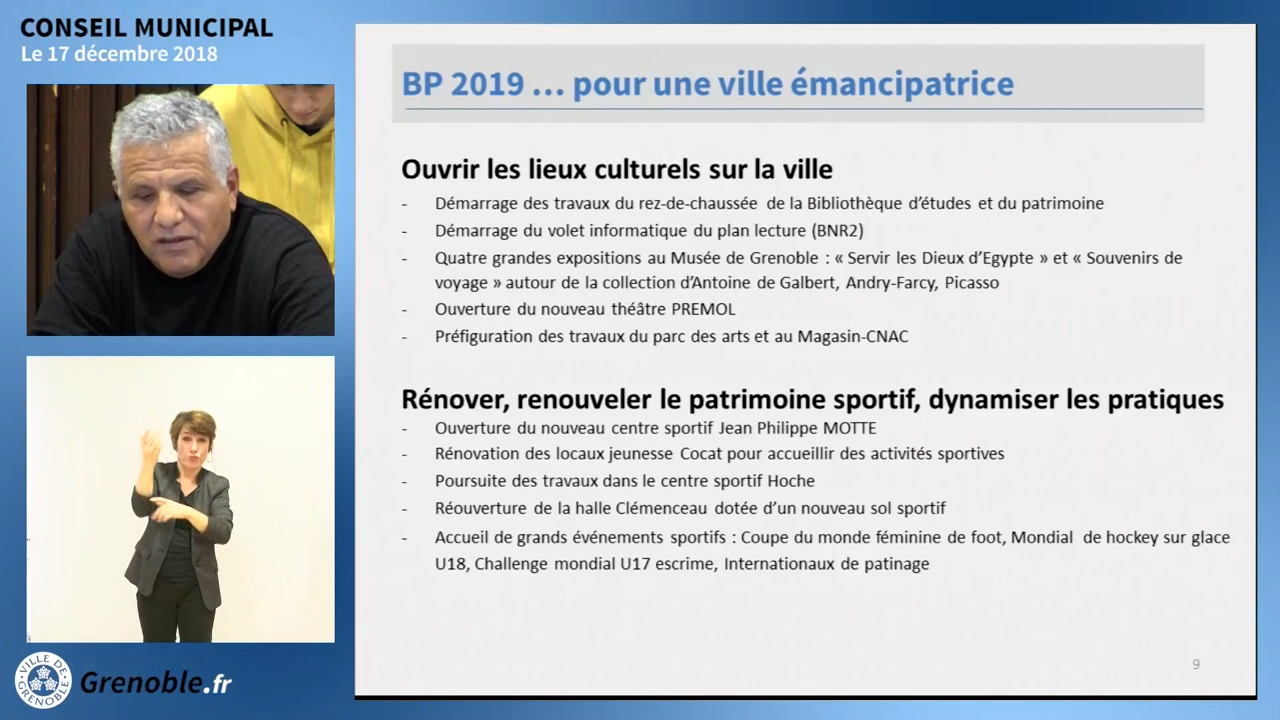 CONSEIL MUNICIPAL
Le 17 décembre 2018
BP 2019 ... pour une ville émancipatrice
Ouvrir les lieux culturels sur la ville
- Démarrage des travaux du rez-de-chaussée de la Bibliothèque d'études et du patrimoine
- Démarrage du volet informatique du plan lecture (BNR2)
- Quatre grandes expositions au Musée de Grenoble : « Servir les Dieux d'Egypte » et « Souvenirs de
voyage » autour de la collection d'Antoine de Galbert, Andry-Farcy, Picasso
- Ouverture du nouveau théâtre PREMOL
- Préfiguration des travaux du parc des arts et au Magasin-CNAC
Rénover, renouveler le patrimoine sportif, dynamiser les pratiques
- Ouverture du nouveau centre sportif Jean Philippe MOTTE
- Rénovation des locaux jeunesse Cocat pour accueillir des activités sportives
- Poursuite des travaux dans le centre sportif Hoche
- Réouverture de la halle Clémenceau dotée d'un nouveau sol sportif
- Accueil de grands événements sportifs : Coupe du monde féminine de foot, Mondial de hockey sur glace
U18, Challenge mondial U17 escrime, Internationaux de patinage
9
VILLE DE
GRENOBLE
Grenoble.fr